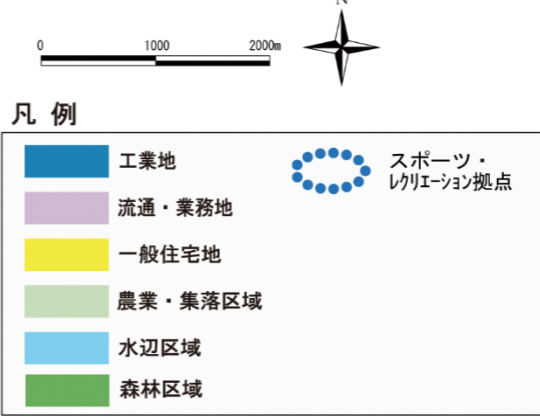 N
0 1000 2000m
凡 例
工業地
流通・業務地
一般住宅地
農業・集落区域
水辺区域
森林区域
スポーツ・
ﾚｸﾘｴｰｼｮﾝ拠点